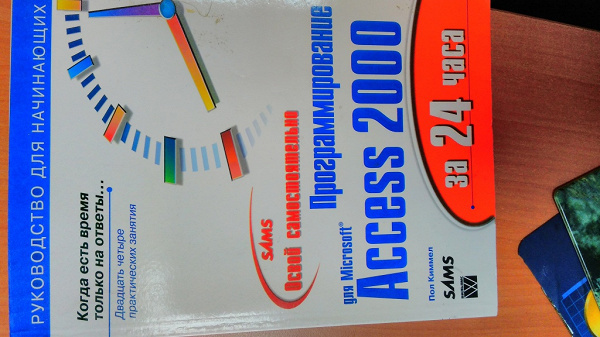 РУКОВОДСТВО ДЛЯ НАЧИНАЮЩИХ
Когда есть время
только на ответы...
Двадцать четыре
практических занятия
SAMS
Освой самостоятельно
Программирование
для Microsoft®
Access 2000
за 24 часа
Пол Киммел
SAMS